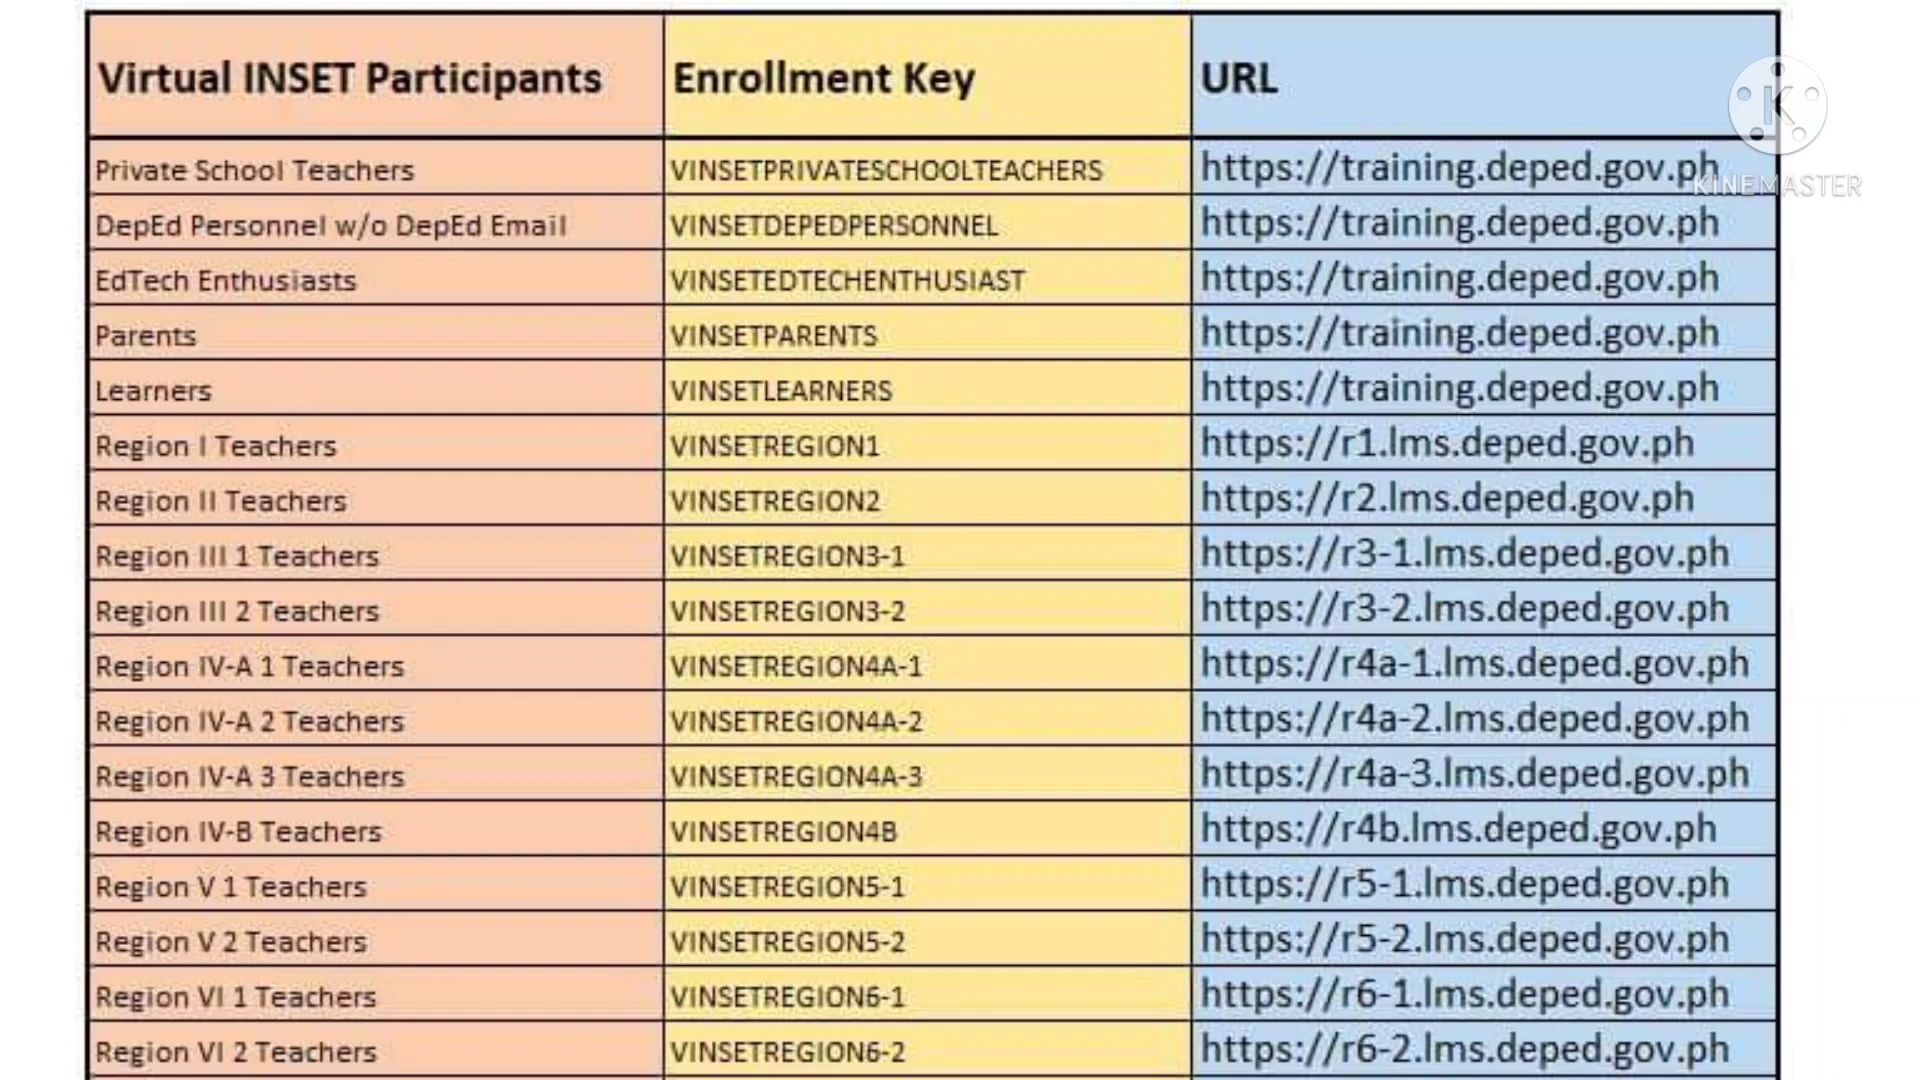 Virtual INSET Participants Enrollment Key URL
Private School Teachers VINSETPRIVATESCHOOLTEACHERS https://training.deped.gov.ph
DepEd Personnel w/o DepEd Email VINSETDEPEDPERSONNEL https://training.deped.gov.ph
EdTech Enthusiasts VINSETEDTECHENTHUSIAST https://training.deped.gov.ph
Parents VINSETPARENTS https://training.deped.gov.ph
Learners VINSETLEARNERS https://training.deped.gov.ph
Region I Teachers VINSETREGION1 https://r1.lms.deped.gov.ph
Region II Teachers VINSETREGION2 https://r2.lms.deped.gov.ph
Region III 1 Teachers VINSETREGION3-1 https://r3-1.lms.deped.gov.ph
Region III 2 Teachers VINSETREGION3-2 https://r3-2.lms.deped.gov.ph
Region IV-A 1 Teachers VINSETREGION4A-1 https://r4a-1.lms.deped.gov.ph
Region IV-A 2 Teachers VINSETREGION4A-2 https://r4a-2.lms.deped.gov.ph
Region IV-A 3 Teachers VINSETREGION4A-3 https://r4a-3.lms.deped.gov.ph
Region IV-B Teachers VINSETREGION4B https://r4b.lms.deped.gov.ph
Region V 1 Teachers VINSETREGION5-1 https://r5-1.lms.deped.gov.ph
Region V 2 Teachers VINSETREGION5-2 https://r5-2.lms.deped.gov.ph
Region VI 1 Teachers VINSETREGION6-1 https://r6-1.lms.deped.gov.ph
Region VI 2 Teachers VINSETREGION6-2 https://r6-2.lms.deped.gov.ph
K
KINEMASTER